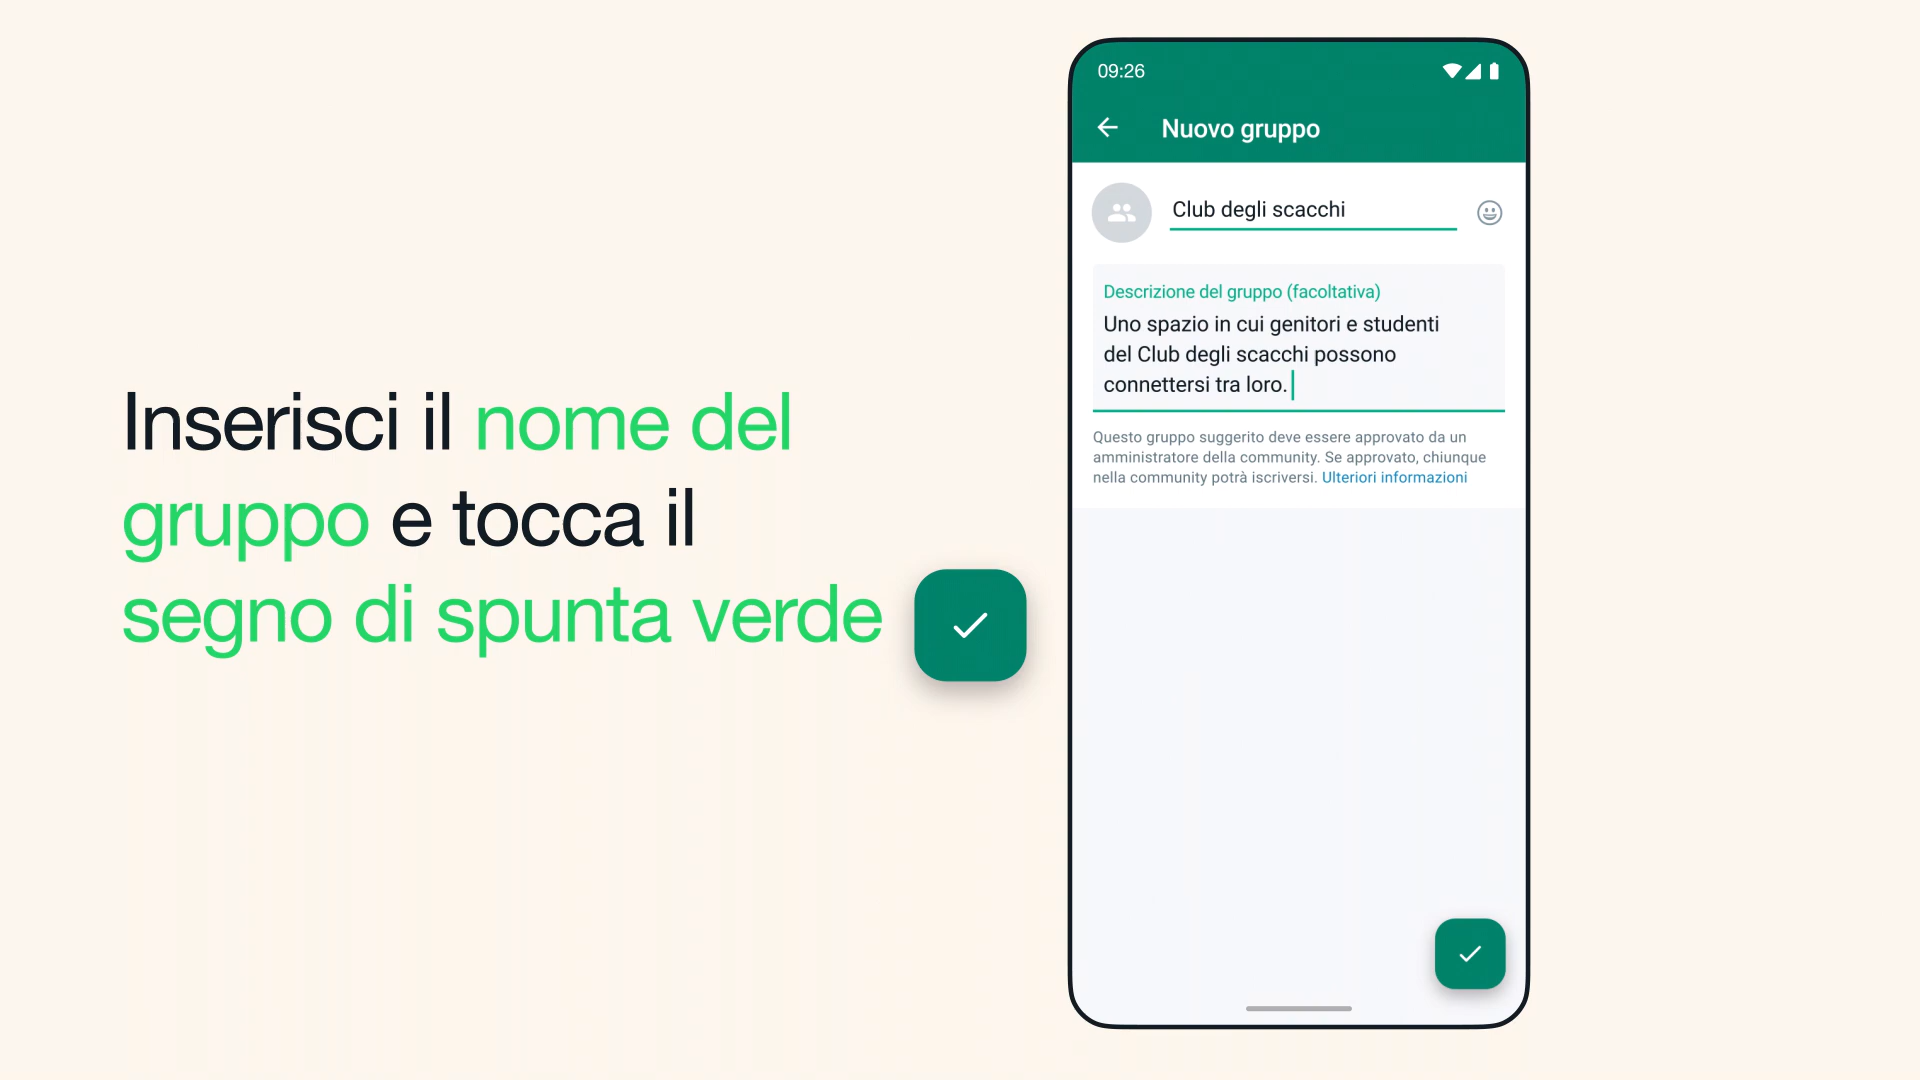 Inserisci il nome del
gruppo e tocca il
segno di spunta verde
09:26
Nuovo gruppo
Club degli scacchi
Descrizione del gruppo (facoltativa)
Uno spazio in cui genitori e studenti
del Club degli scacchi possono
connettersi tra loro.
Questo gruppo suggerito deve essere approvato da un
amministratore della community. Se approvato, chiunque
nella community potrà iscriversi. Ulteriori informazioni